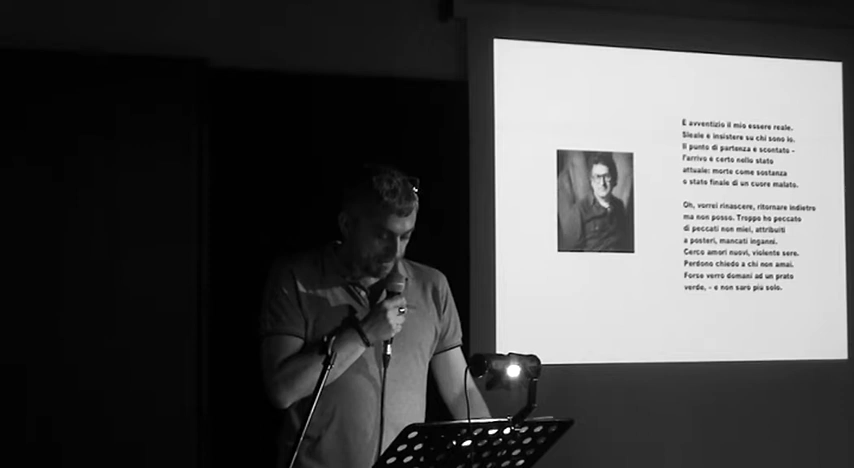 È avventizio il mio essere reale.
Sleale è insistere su chi sono io.
Il punto di partenza è scontato –
l'arrivo è certo nello stato
attuale: morte come sostanza
o stato finale di un cuore malato.
Oh, vorrei rinascere, ritornare indietro
ma non posso. Troppo ho peccato
di peccati non miei, attribuiti
a posteri, mancati inganni.
Cerco amori nuovi, violente sere.
Perdono chiedo a chi non amai.
Forse verrò domani ad un prato
verde, – e non sarò più solo.